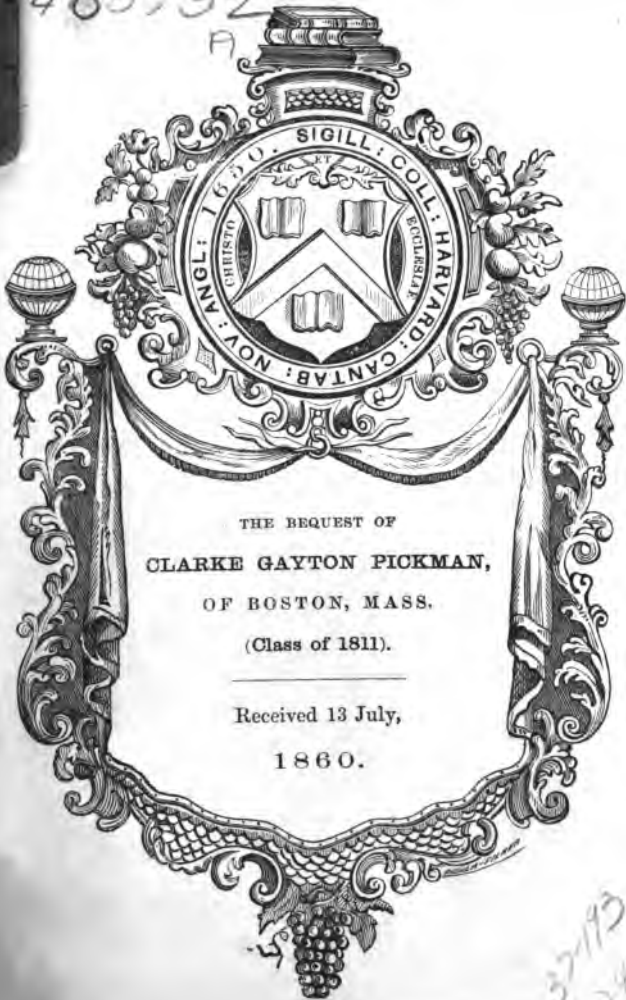 A
SIGILL: COLL: HARVARD: CANTAB: NOV: ANGL: 1650.
CHRISTO
ET
ECCLESIAE
THE BEQUEST OF
CLARKE GAYTON PICKMAN,
OF BOSTON, MASS.
(Class of 1811).
Received 13 July,
1860.